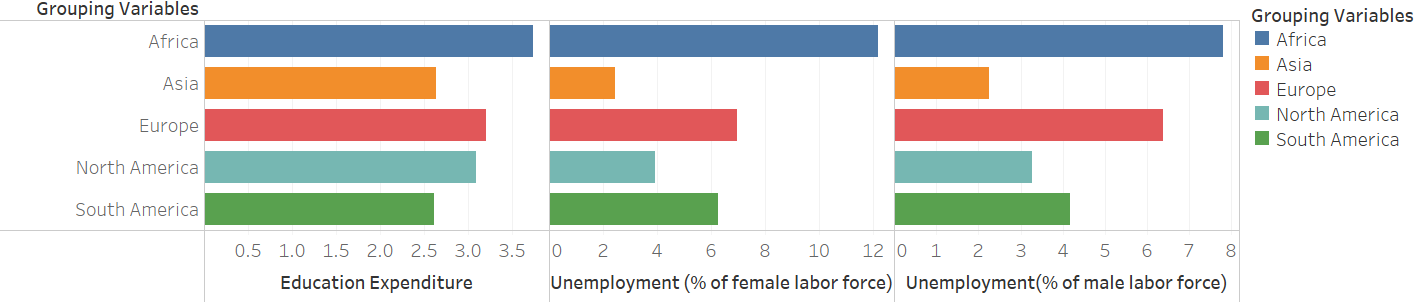 Grouping Variables
Africa
Asia
Europe
North America
South America
0.5 1.0 1.5 2.0 2.5 3.0 3.5
Education Expenditure
0 2 4 6 8 10 12
Unemployment (% of female labor force)
0 1 2 3 4 5 6 7 8
Unemployment(% of male labor force)
Grouping Variables
Africa
Asia
Europe
North America
South America